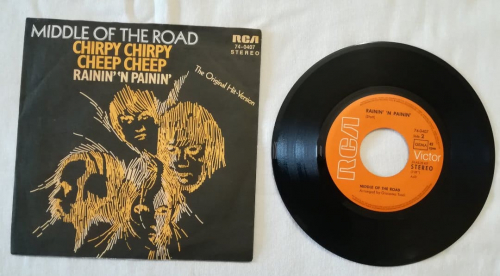 MIDDLE OF THE ROAD
RCA
74-0407
STEREO
CHIRPY CHIRPY
CHEEP CHEEP
RAININ' 'N PAININ'
The Original Hit-Version
RAININ' 'N PAININ'
RCA
Victor
STEREO
MIDDLE OF THE ROAD